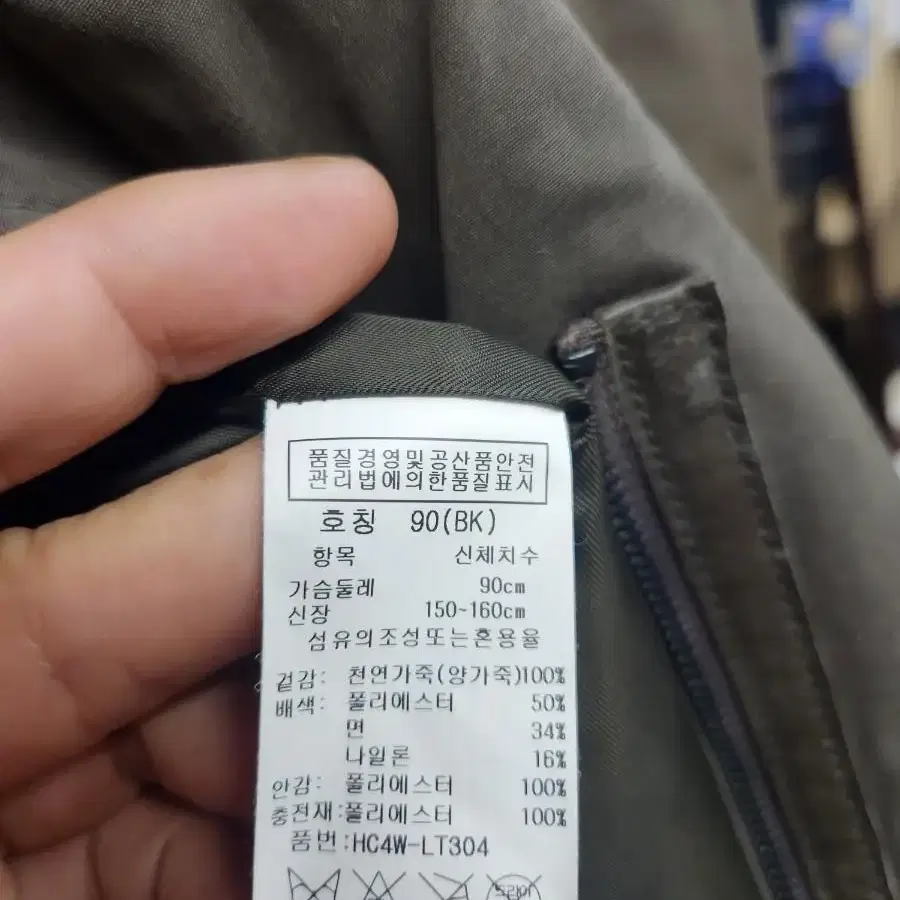 품질경영및공산품안전
관리법에의한품질표시
호칭 90(BK)
항목 신체치수
가슴둘레 90cm
신장 150~160cm
섬유의조성또는혼용율
겉감: 천연가죽(양가죽)100%
배색: 폴리에스터 50%
면 34%
나일론 16%
안감: 폴리에스터 100%
충전재:폴리에스터 100%
품번:HC4W-LT304
드라이